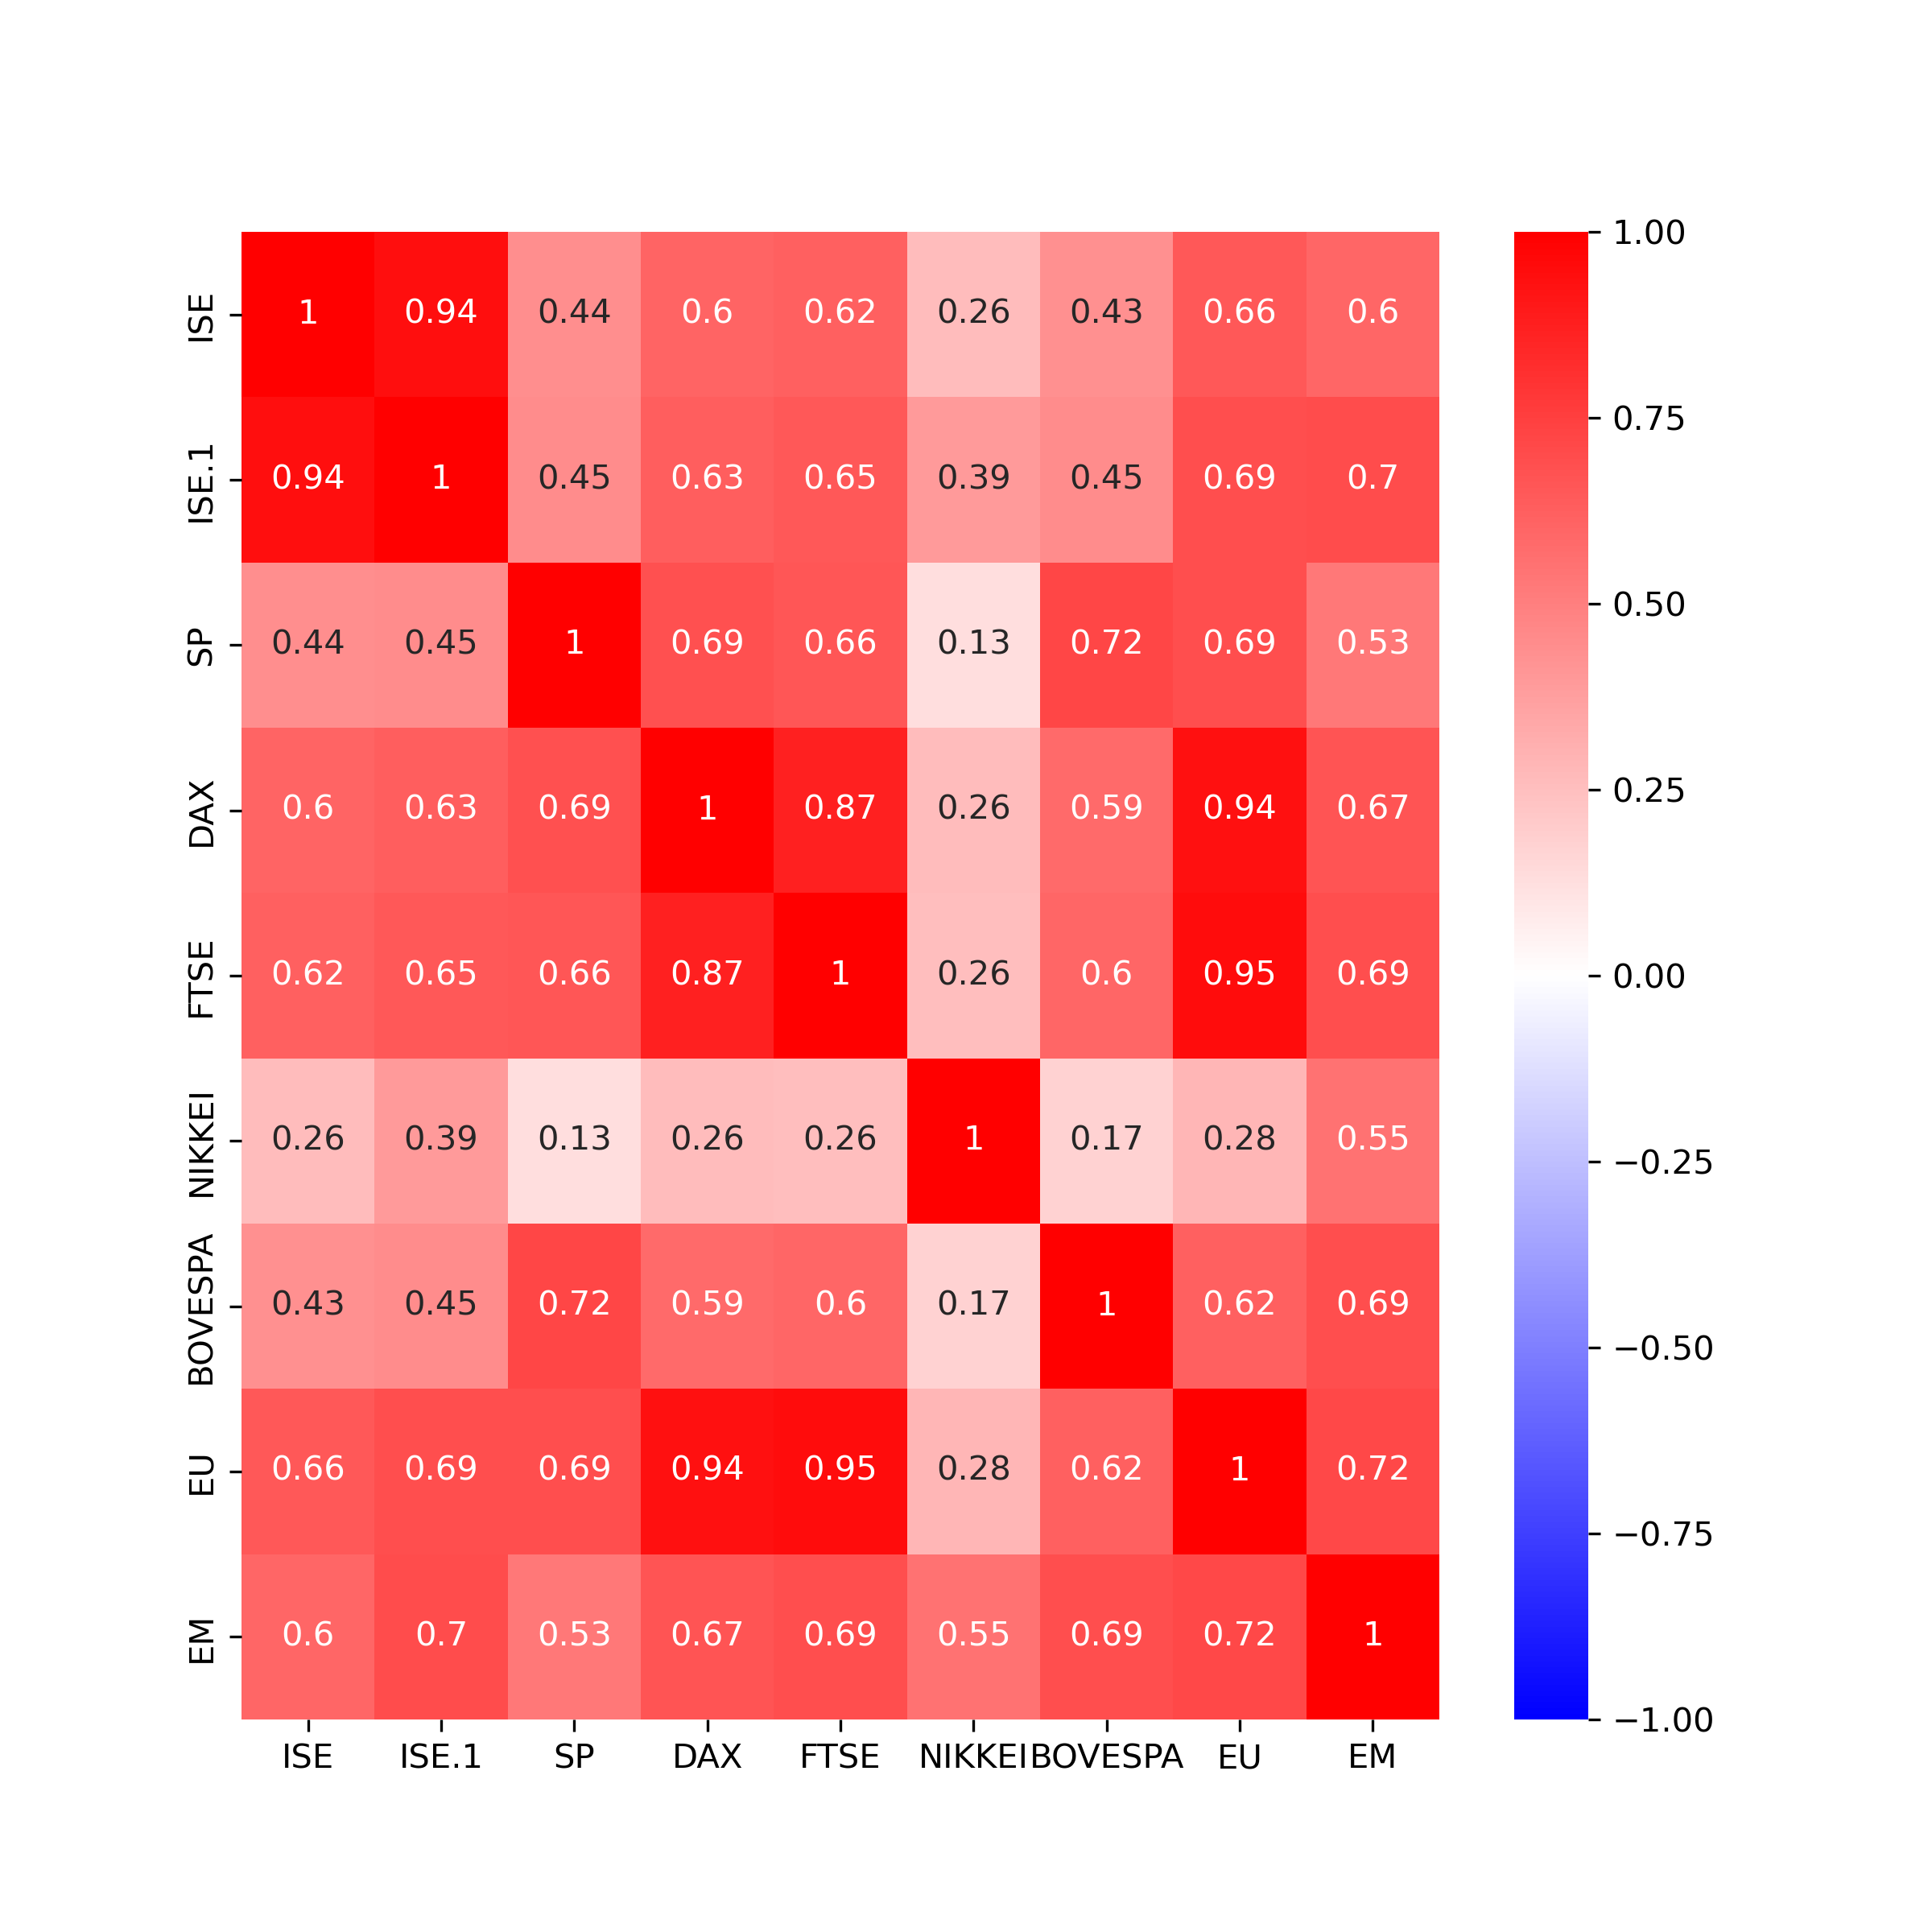 ISE 1 0.94 0.44 0.6 0.62 0.26 0.43 0.66 0.6
ISE.1 0.94 1 0.45 0.63 0.65 0.39 0.45 0.69 0.7
SP 0.44 0.45 1 0.69 0.66 0.13 0.72 0.69 0.53
DAX 0.6 0.63 0.69 1 0.87 0.26 0.59 0.94 0.67
FTSE 0.62 0.65 0.66 0.87 1 0.26 0.6 0.95 0.69
NIKKEI 0.26 0.39 0.13 0.26 0.26 1 0.17 0.28 0.55
BOVESPA 0.43 0.45 0.72 0.59 0.6 0.17 1 0.62 0.69
EU 0.66 0.69 0.69 0.94 0.95 0.28 0.62 1 0.72
EM 0.6 0.7 0.53 0.67 0.69 0.55 0.69 0.72 1
ISE ISE.1 SP DAX FTSE NIKKEI BOVESPA EU EM
1.00
0.75
0.50
0.25
0.00
−0.25
−0.50
−0.75
−1.00